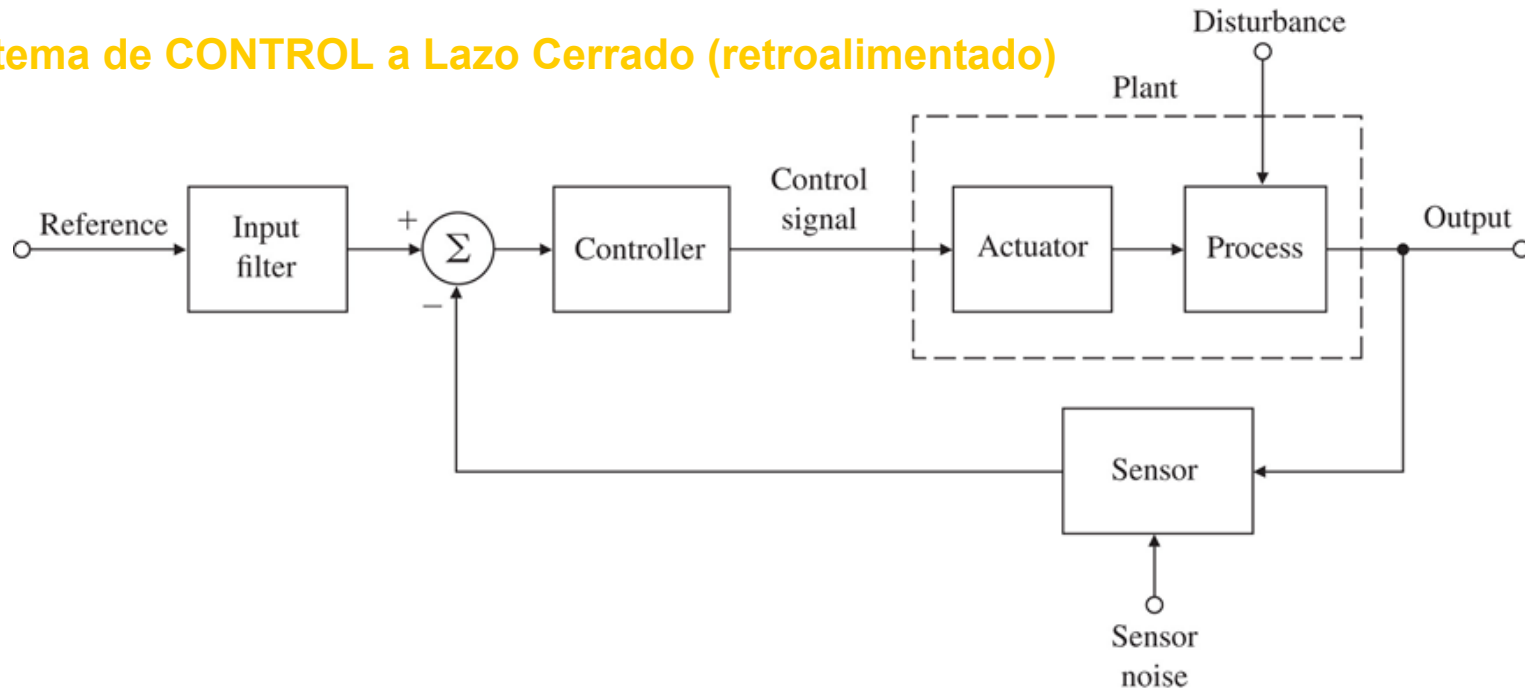 tema de CONTROL a Lazo Cerrado (retroalimentado)
Disturbance
Plant
Reference
Input
filter
+
Σ
−
Controller
Control
signal
Actuator
Process
Output
Sensor
Sensor
noise